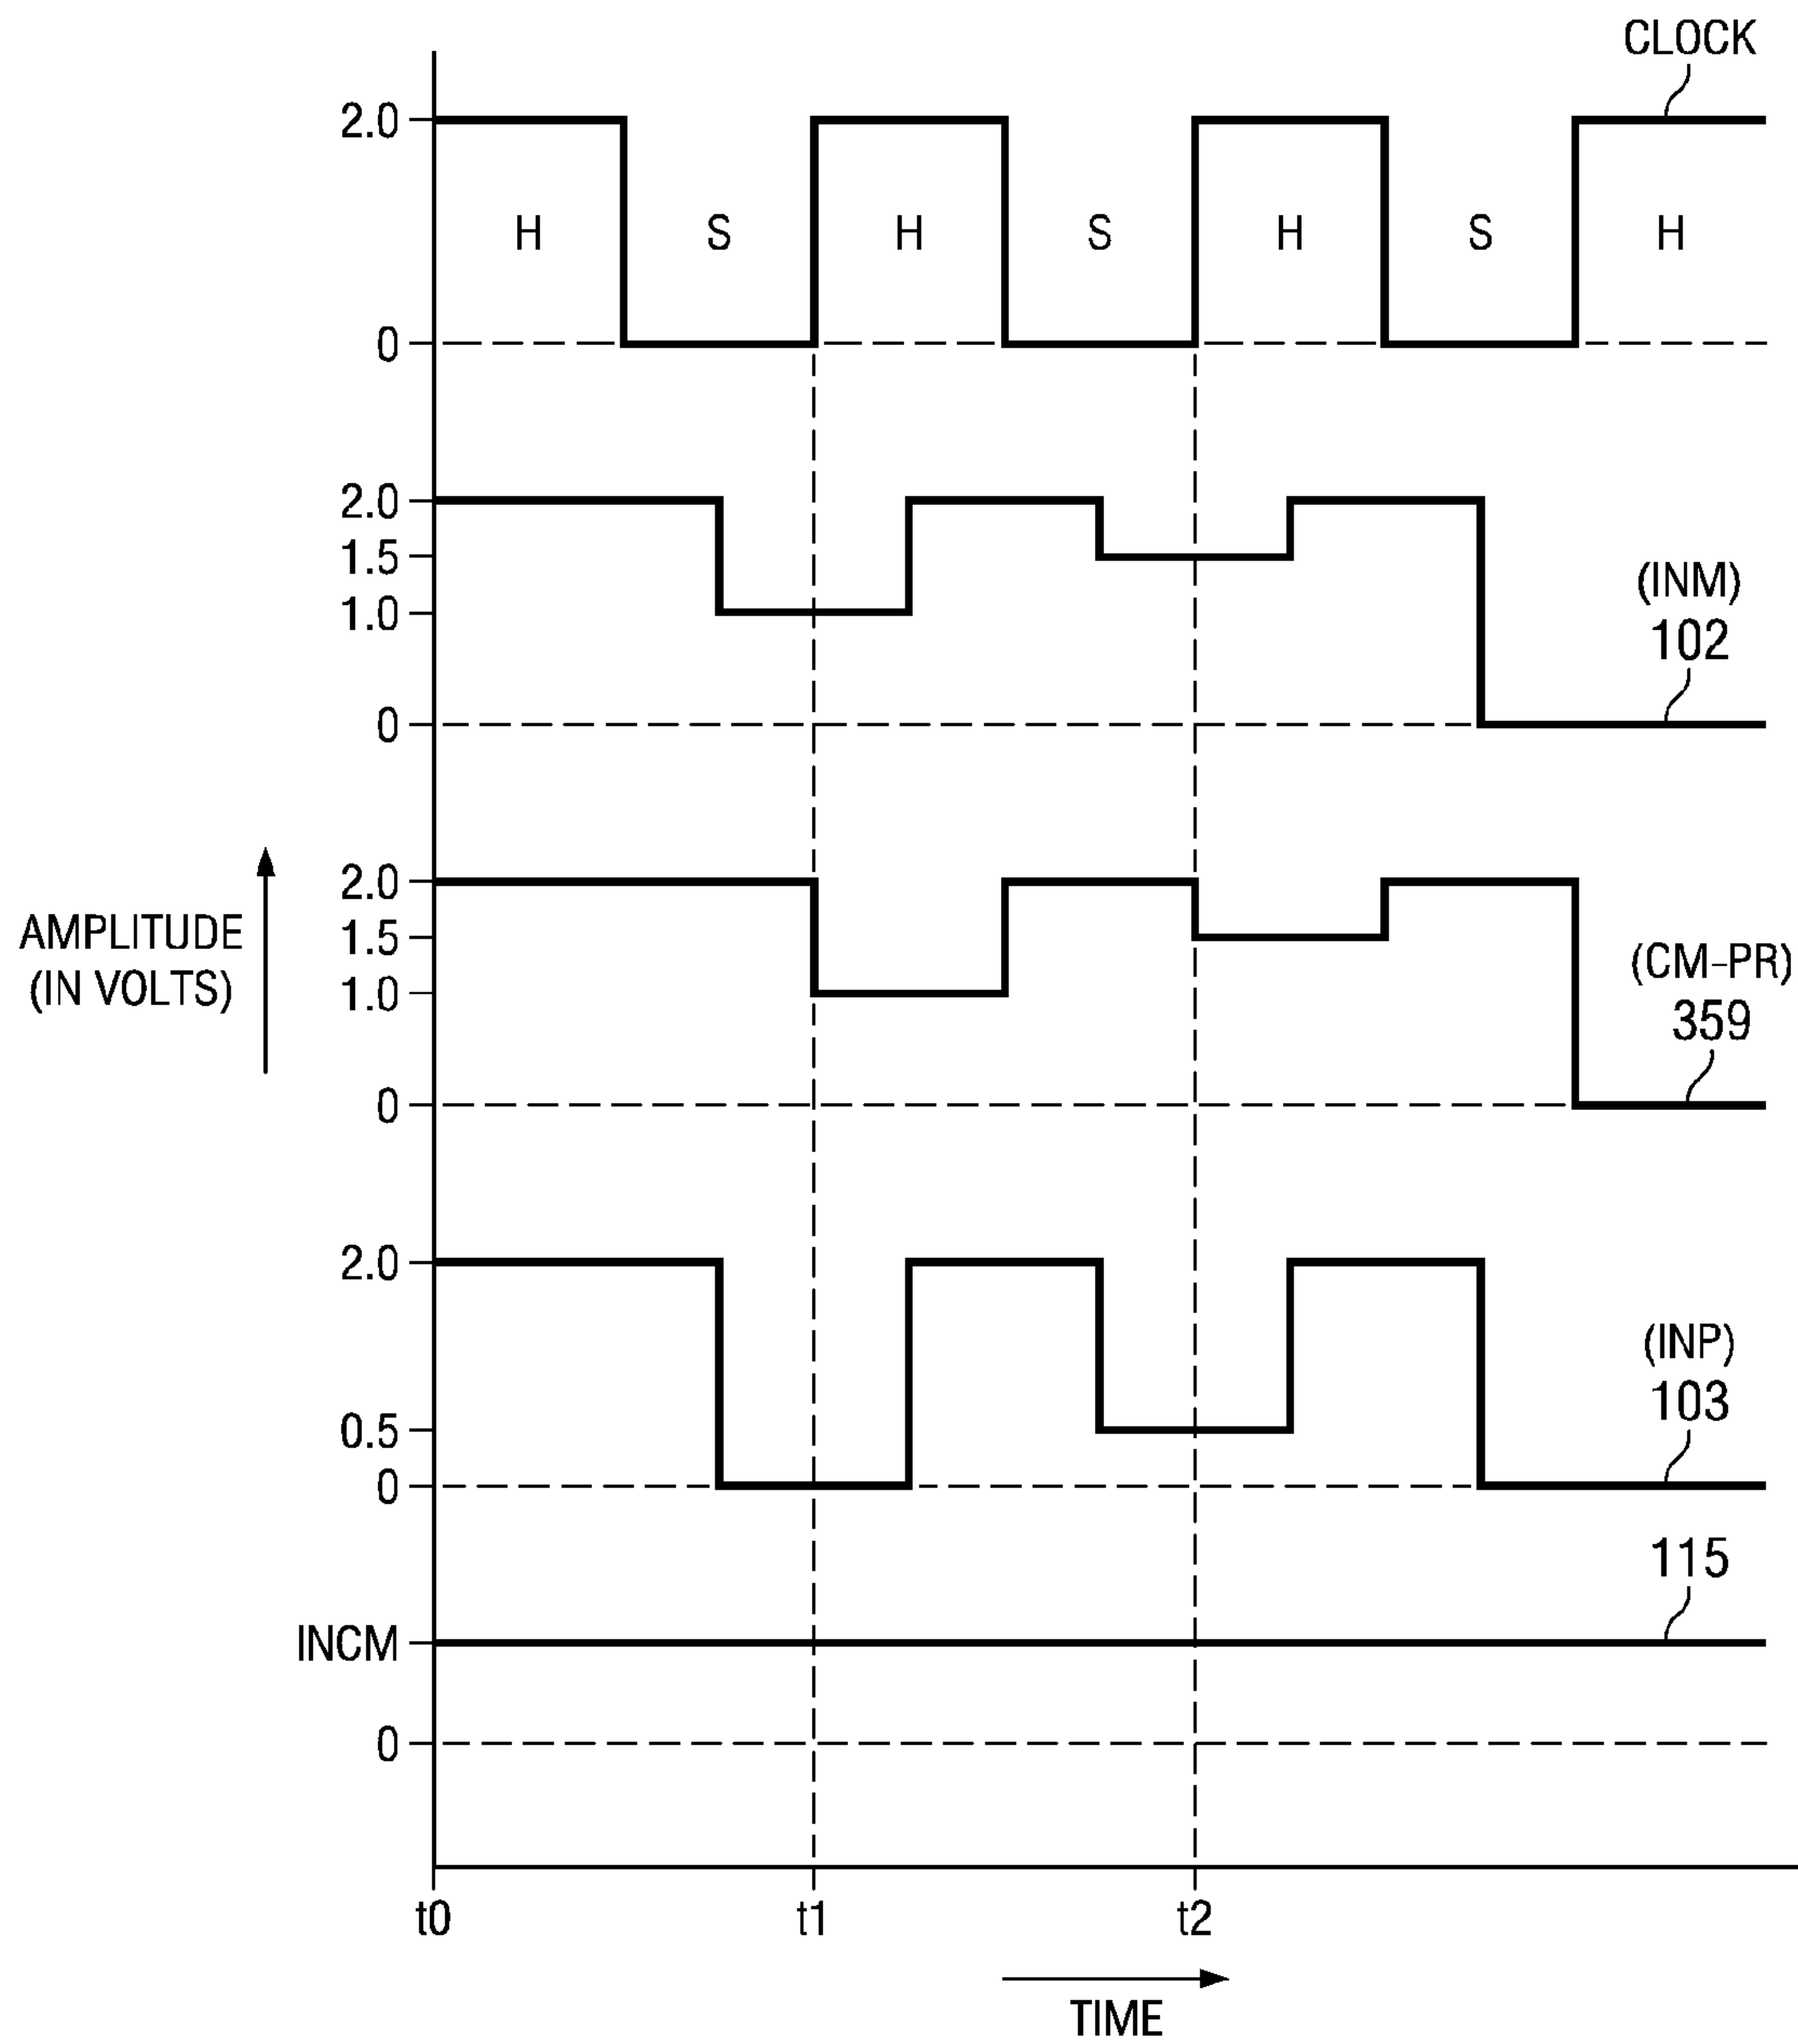 CLOCK
2.0
H S H S H S H
0
2.0
1.5
1.0
0
(INM)
102
AMPLITUDE
(IN VOLTS)
2.0
1.5
1.0
0
(CM-PR)
359
2.0
0.5
0
(INP)
103
115
INCM
0
t0 t1 t2
TIME